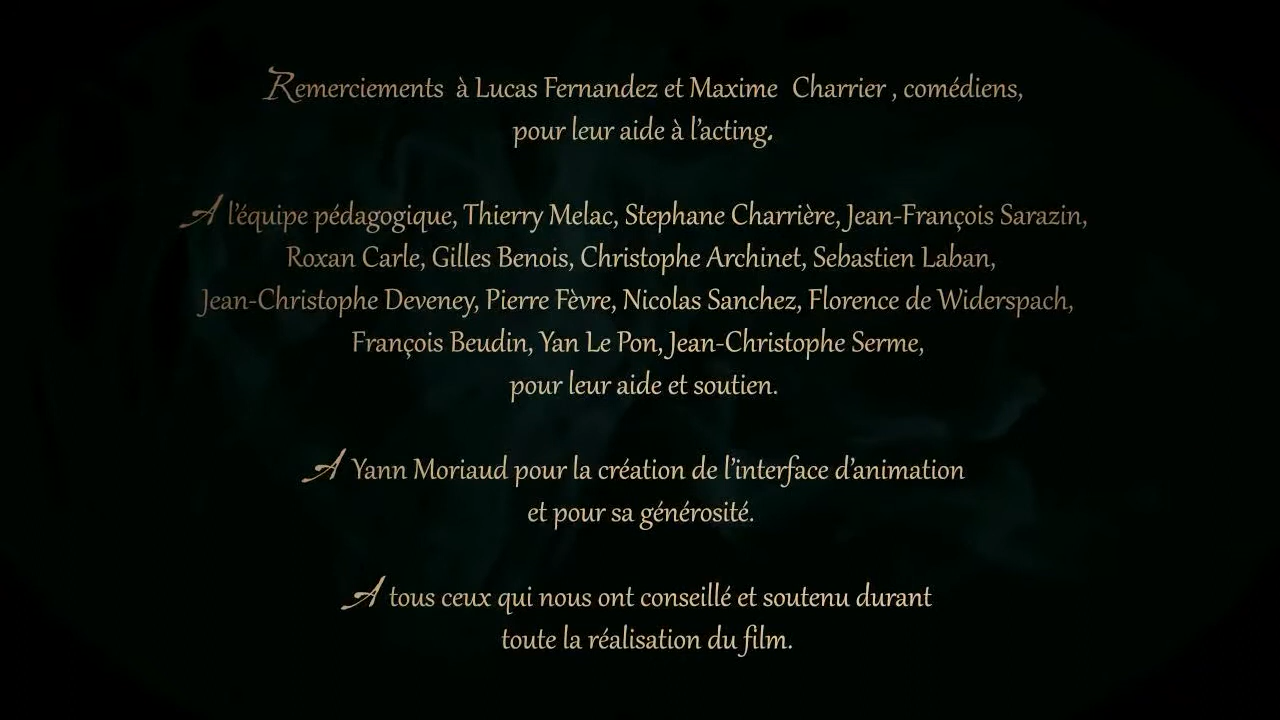 Remerciements à Lucas Fernandez et Maxime Charrier , comédiens,
pour leur aide à l'acting.
A l'équipe pédagogique, Thierry Melac, Stephane Charrière, Jean-François Sarazin,
Roxan Carle, Gilles Benois, Christophe Archinet, Sebastien Laban,
Jean-Christophe Deveney, Pierre Fèvre, Nicolas Sanchez, Florence de Widerspach,
François Beudin, Yan Le Pon, Jean-Christophe Serme,
pour leur aide et soutien.
A Yann Moriaud pour la création de l'interface d'animation
et pour sa générosité.
A tous ceux qui nous ont conseillé et soutenu durant
toute la réalisation du film.